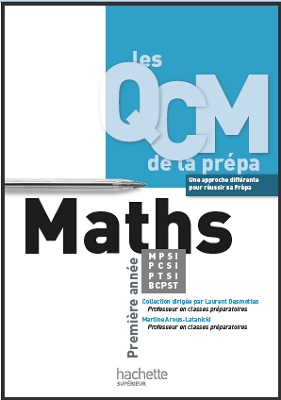 les
QCM
de la prépa
Une approche différente
pour réussir sa Prépa
Maths
Première année
MPSI
PCSI
PTSI
BCPST
Collection dirigée par Laurent Desmottes
Professeur en classes préparatoires
Martine Arous-Latanicki
Professeur en classes préparatoires
hachette
SUPÉRIEUR